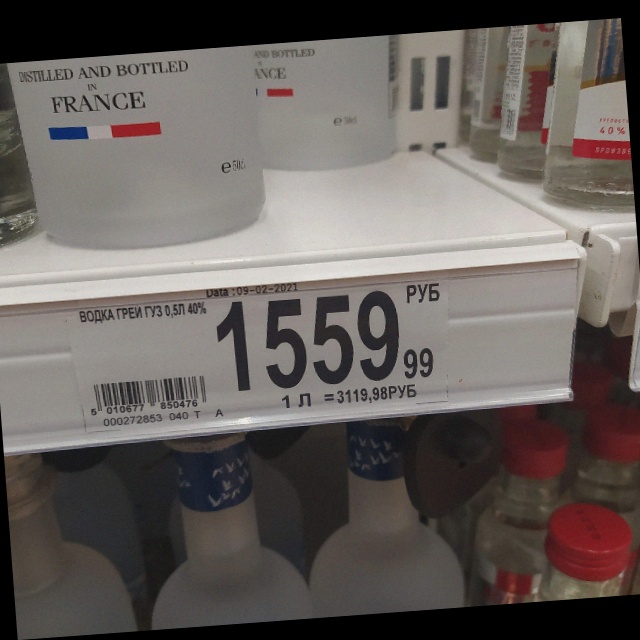 DISTILLED AND BOTTLED
IN
FRANCE
e 50cl
AND BOTTLED
ANCE
40%
Data :09-02-2021
ВОДКА ГРЕЙ ГУЗ 0,5Л 40%
1559 99
РУБ
1 Л =3119,98РУБ
5 010677 850476
000272853 040 Т А